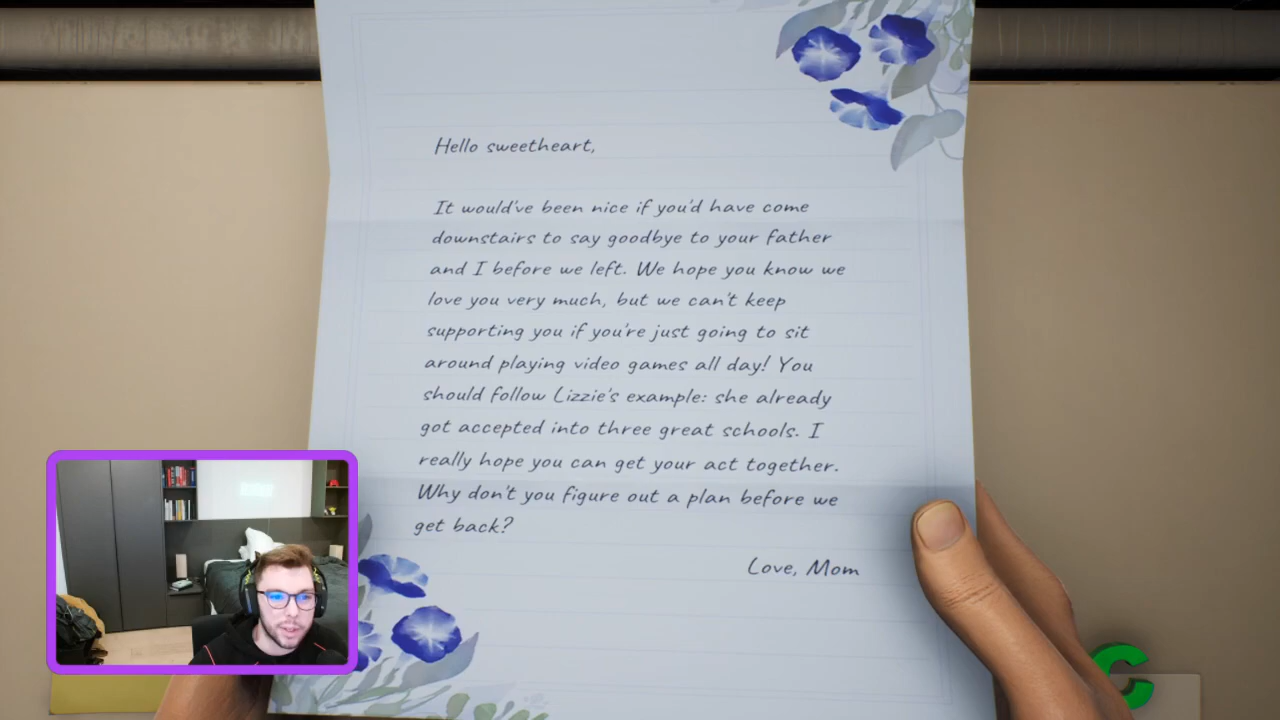 Hello sweetheart,
It would've been nice if you'd have come
downstairs to say goodbye to your father
and I before we left. We hope you know we
love you very much, but we can't keep
supporting you if you're just going to sit
around playing video games all day! You
should follow Lizzie's example: she already
got accepted into three great schools. I
really hope you can get your act together.
Why don't you figure out a plan before we
get back?
Love, Mom